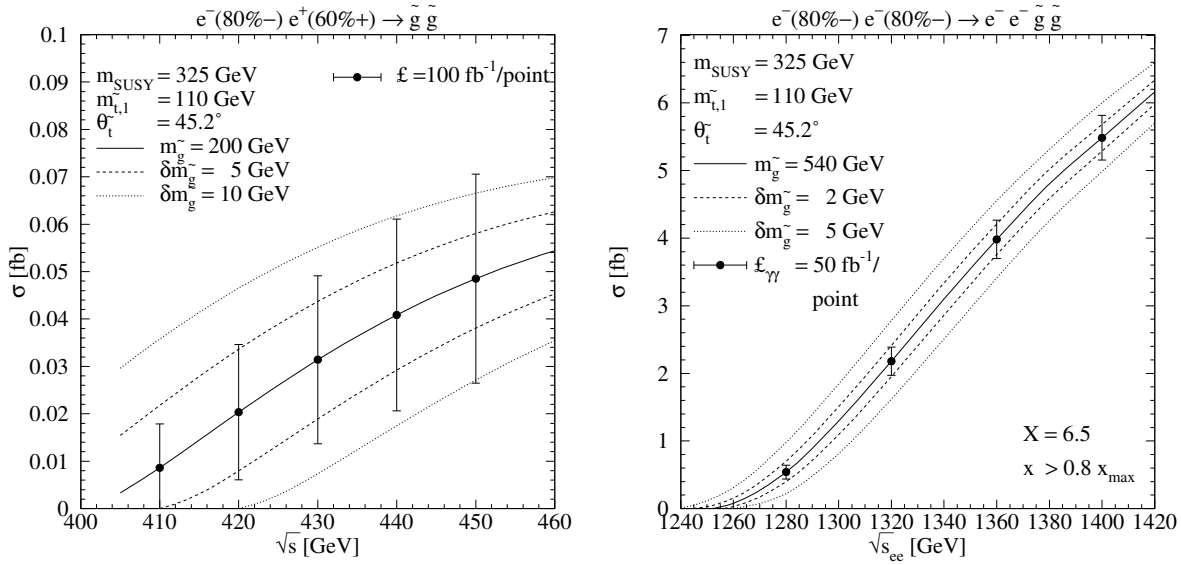 e⁻(80%−) e⁺(60%+) → g̃ g̃
0.1
0.09
0.08
0.07
0.06
0.05
0.04
0.03
0.02
0.01
0
σ [fb]
m_SUSY = 325 GeV
m_t̃,1 = 110 GeV
θ_t̃ = 45.2°
m_g̃ = 200 GeV
δm_g̃ = 5 GeV
δm_g̃ = 10 GeV
£ =100 fb⁻¹/point
400 410 420 430 440 450 460
√s [GeV]
e⁻(80%−) e⁻(80%−) → e⁻ e⁻ g̃ g̃
7
6
5
4
3
2
1
0
σ [fb]
m_SUSY = 325 GeV
m_t̃,1 = 110 GeV
θ_t̃ = 45.2°
m_g̃ = 540 GeV
δm_g̃ = 2 GeV
δm_g̃ = 5 GeV
£_γγ = 50 fb⁻¹/
point
X = 6.5
x > 0.8 x_max
1240 1260 1280 1300 1320 1340 1360 1380 1400 1420
√s_ee [GeV]